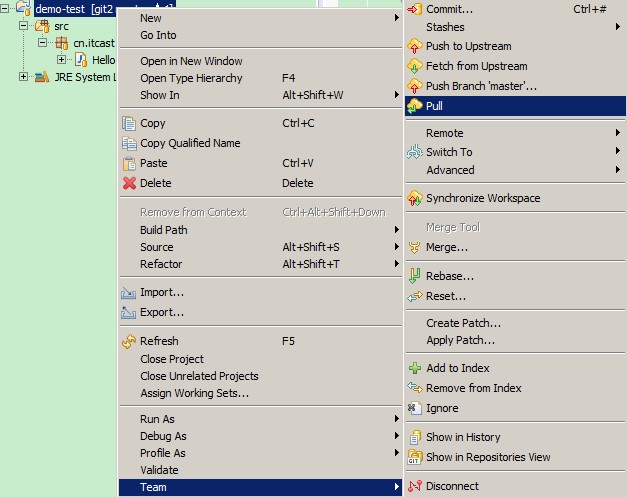 demo-test [git2
src
cn.itcast
Hello
JRE System L
New
Go Into
Open in New Window
Open Type Hierarchy F4
Show In Alt+Shift+W
Copy Ctrl+C
Copy Qualified Name
Paste Ctrl+V
Delete Delete
Remove from Context Ctrl+Alt+Shift+Down
Build Path
Source Alt+Shift+S
Refactor Alt+Shift+T
Import...
Export...
Refresh F5
Close Project
Close Unrelated Projects
Assign Working Sets...
Run As
Debug As
Profile As
Validate
Team
Commit... Ctrl+#
Stashes
Push to Upstream
Fetch from Upstream
Push Branch 'master'...
Pull
Remote
Switch To
Advanced
Synchronize Workspace
Merge Tool
Merge...
Rebase...
Reset...
Create Patch...
Apply Patch...
Add to Index
Remove from Index
Ignore
Show in History
GIT Show in Repositories View
Disconnect